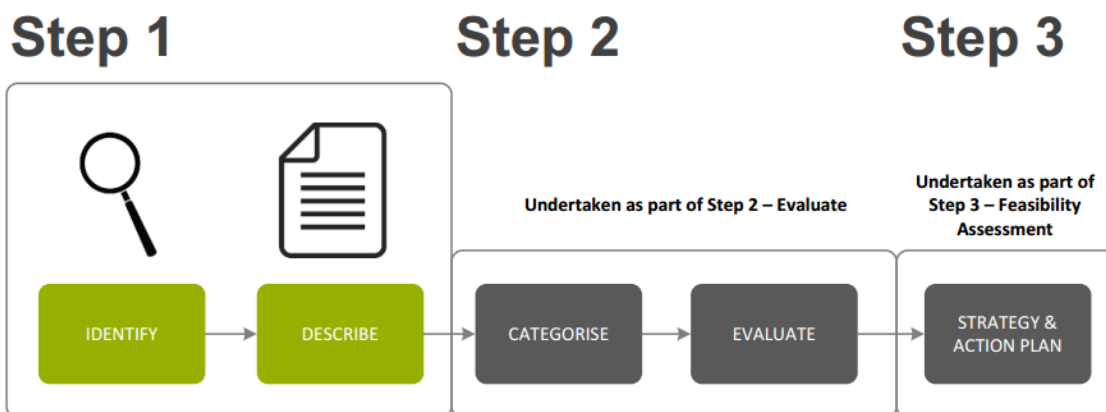 Step 1
Step 2
Step 3
Undertaken as part of Step 2 – Evaluate
Undertaken as part of
Step 3 – Feasibility
Assessment
IDENTIFY
DESCRIBE
CATEGORISE
EVALUATE
STRATEGY &
ACTION PLAN